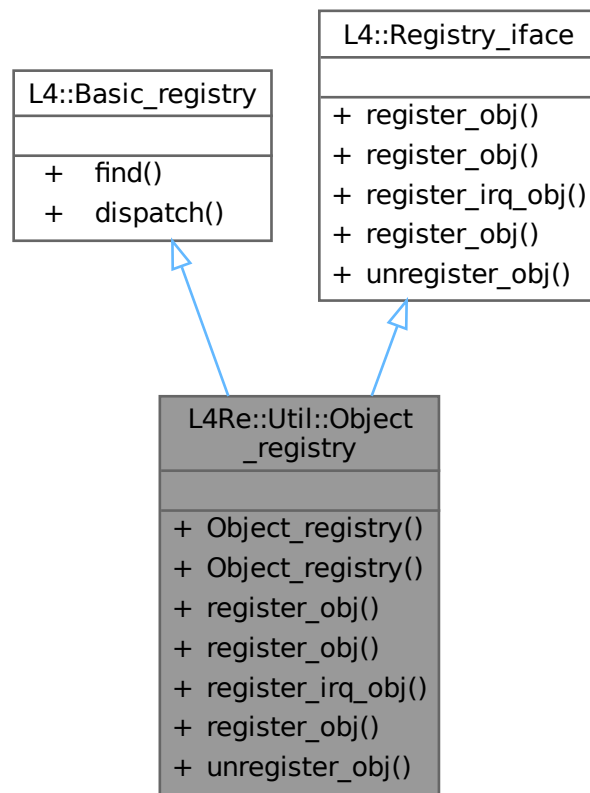 L4::Registry_iface
+ register_obj()
+ register_obj()
+ register_irq_obj()
+ register_obj()
+ unregister_obj()
L4::Basic_registry
+ find()
+ dispatch()
L4Re::Util::Object
_registry
+ Object_registry()
+ Object_registry()
+ register_obj()
+ register_obj()
+ register_irq_obj()
+ register_obj()
+ unregister_obj()